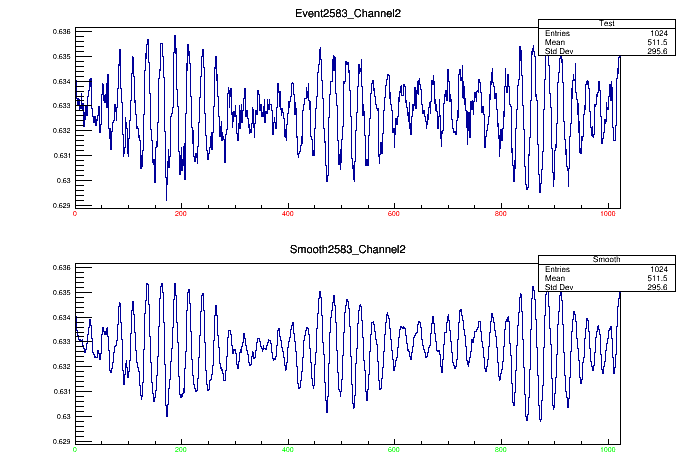 Event2583_Channel2
Test
Entries 1024
Mean 511.5
Std Dev 295.6
0.636
0.635
0.634
0.633
0.632
0.631
0.63
0.629
0 200 400 600 800 1000
Smooth2583_Channel2
Smooth
Entries 1024
Mean 511.5
Std Dev 295.6
0.636
0.635
0.634
0.633
0.632
0.631
0.63
0.629
0 200 400 600 800 1000